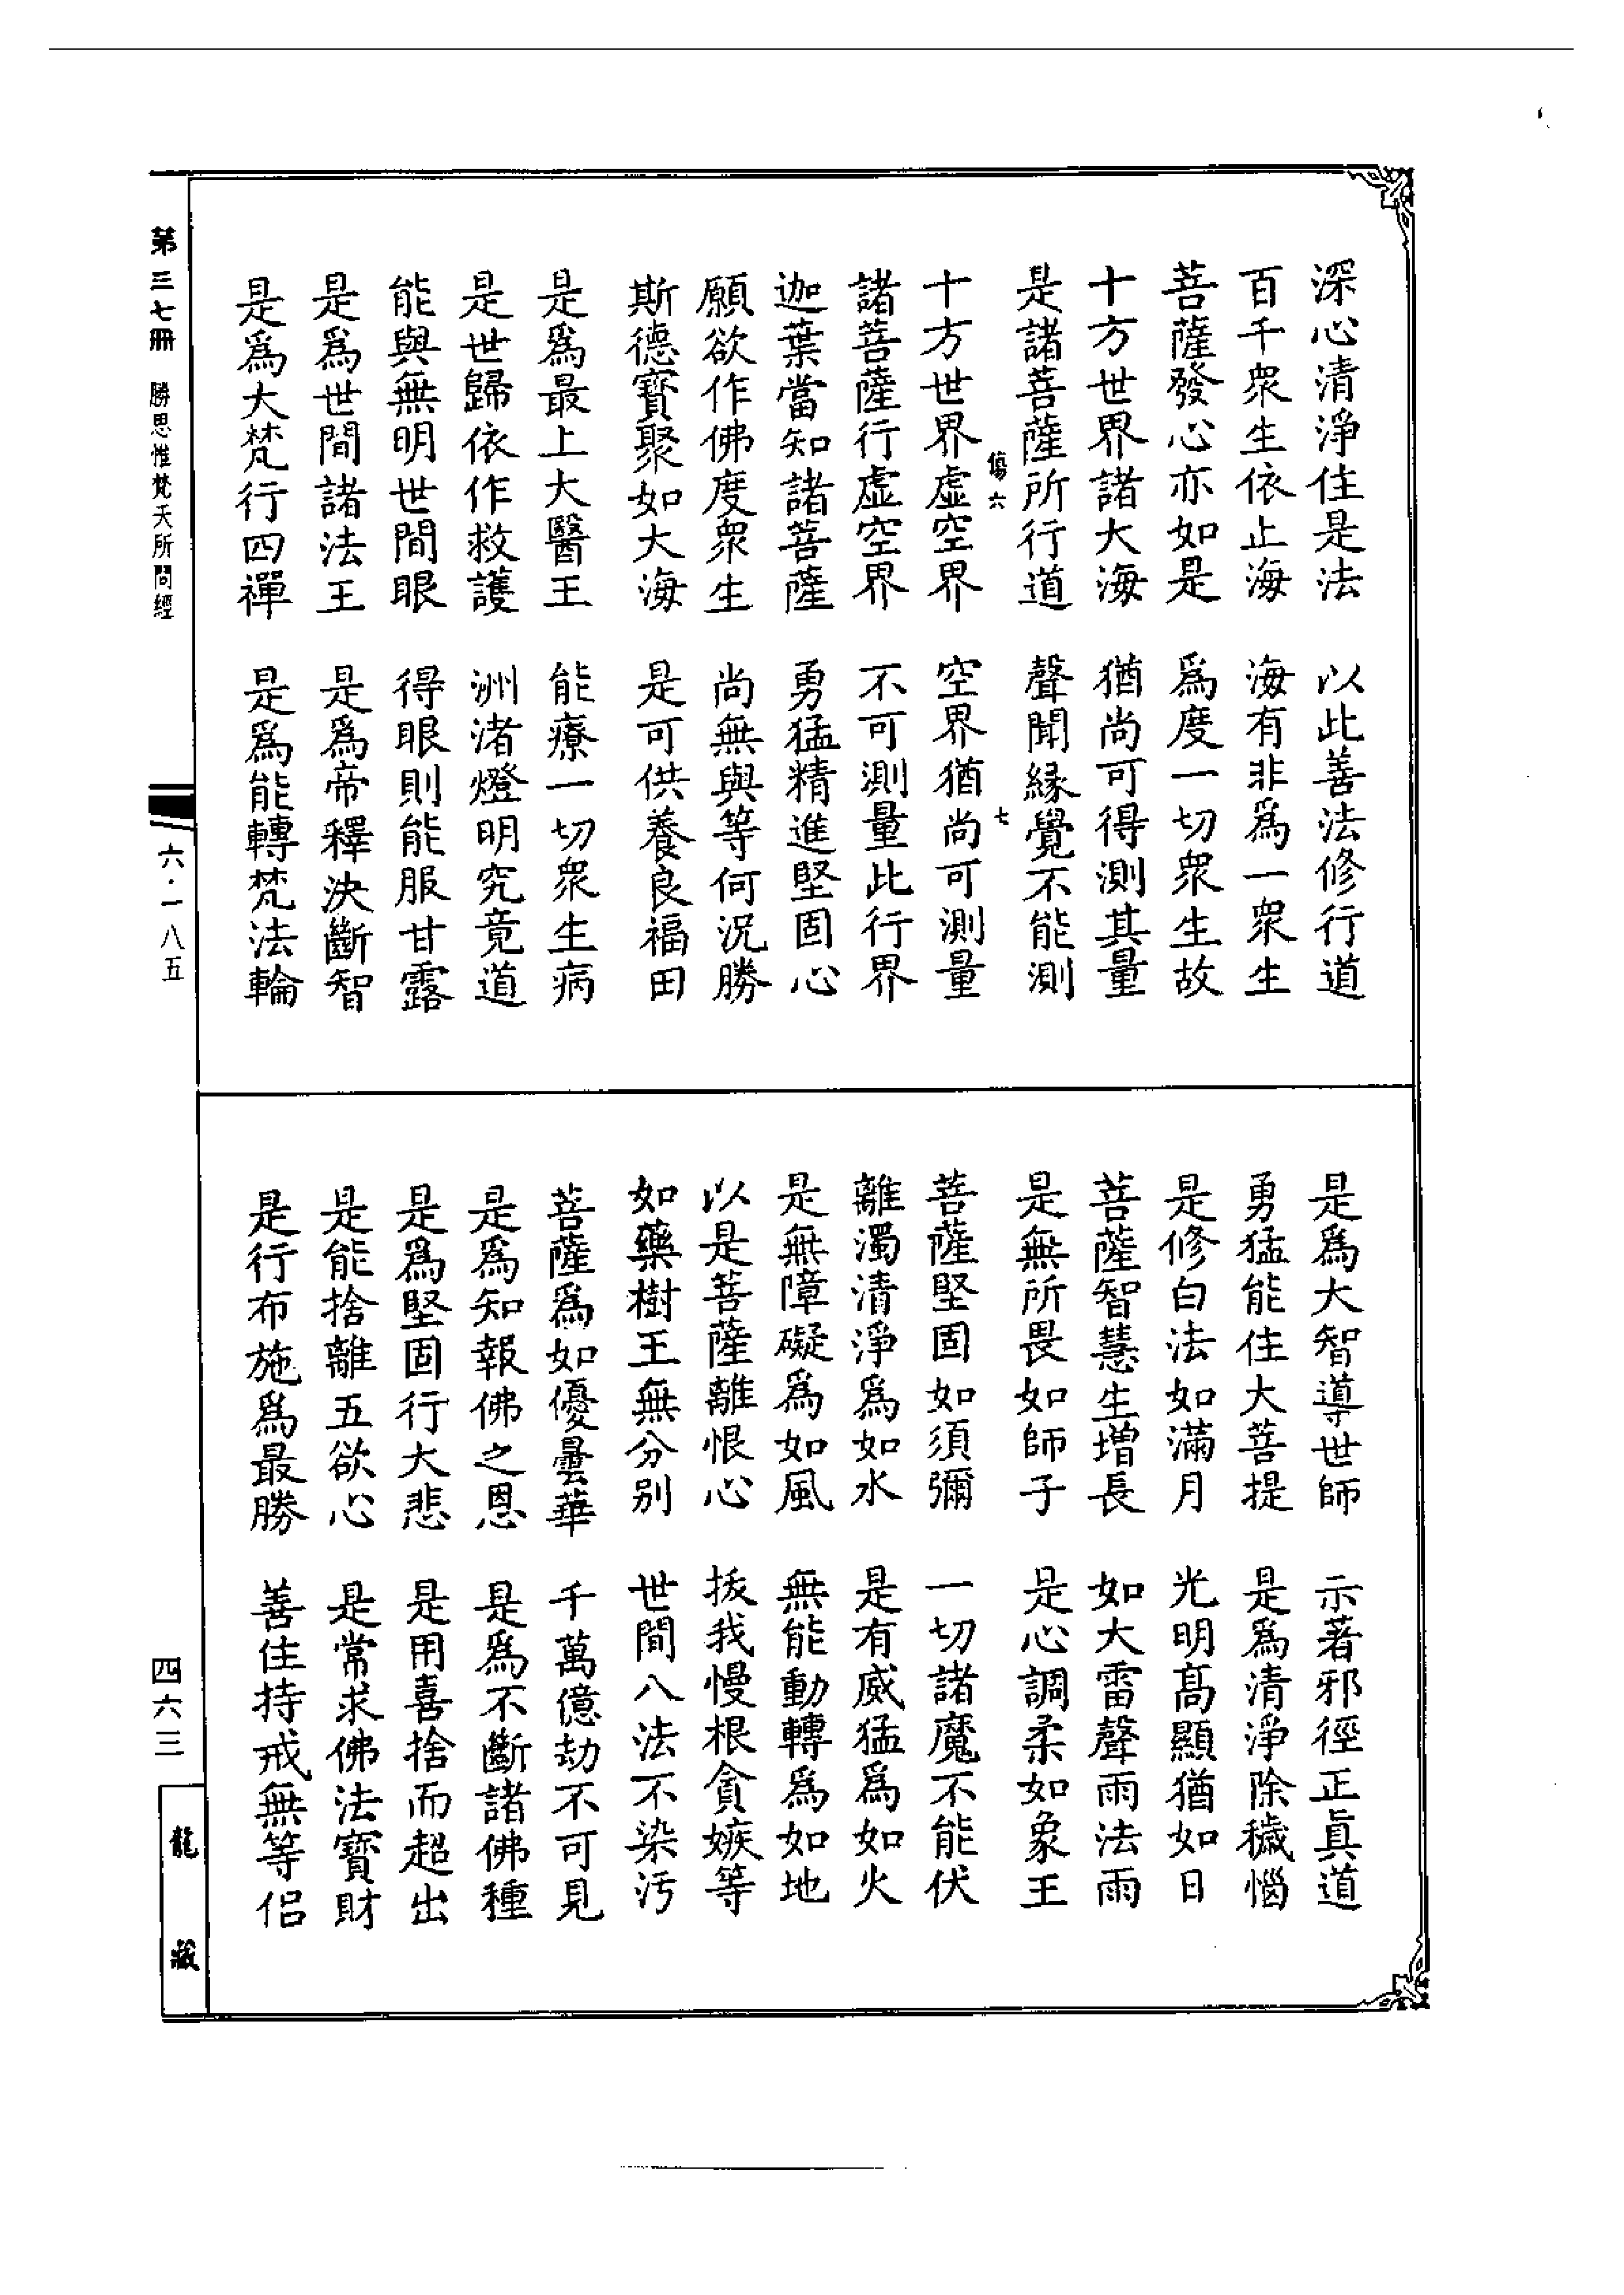 深心清淨住是法　以此善法修行道
百千衆生依止海　海有非爲一衆生
菩薩發心亦如是　爲度一切衆生故
十方世界諸大海　猶尚可得測其量
是諸菩薩所行道　聲聞縁覺不能測
六　七
十方世界虛空界　空界猶尚可測量
諸菩薩行虛空界　不可測量此行界
迦葉當知諸菩薩　勇猛精進堅固心
願欲作佛度衆生　尚無與等何況勝
斯德寶聚如大海　是可供養良福田
是爲最上大醫王　能療一切衆生病
是世歸依作救護　洲渚燈明究竟道
能與無明世間眼　得眼則能服甘露
是爲世間諸法王　是爲帝釋決斷智
是爲大梵行四禪　是爲能轉梵法輪
是爲大智導世師　示著邪徑正眞道
勇猛能住大菩提　是爲清淨除穢惱
是修白法如滿月　光明髙顯猶如日
菩薩智慧生增長　如大雷聲雨法雨
是無所畏如師子　是心調柔如象王
菩薩堅固如須彌　一切諸魔不能伏
離濁清淨爲如水　是有威猛爲如火
是無障礙爲如風　無能動轉爲如地
以是菩薩離恨心　拔我慢根貪嫉等
如藥樹王無分别　世間八法不染污
菩薩爲如優曇華　千萬億劫不可見
是爲知報佛之恩　是爲不斷諸佛種
是爲堅固行大悲　是用喜捨而超出
是能捨離五欲心　是常求佛法寶財
是行布施爲最勝　善住持戒無等侶
第三七冊　勝思惟梵天所問經
六·一八五
四六三
龍藏